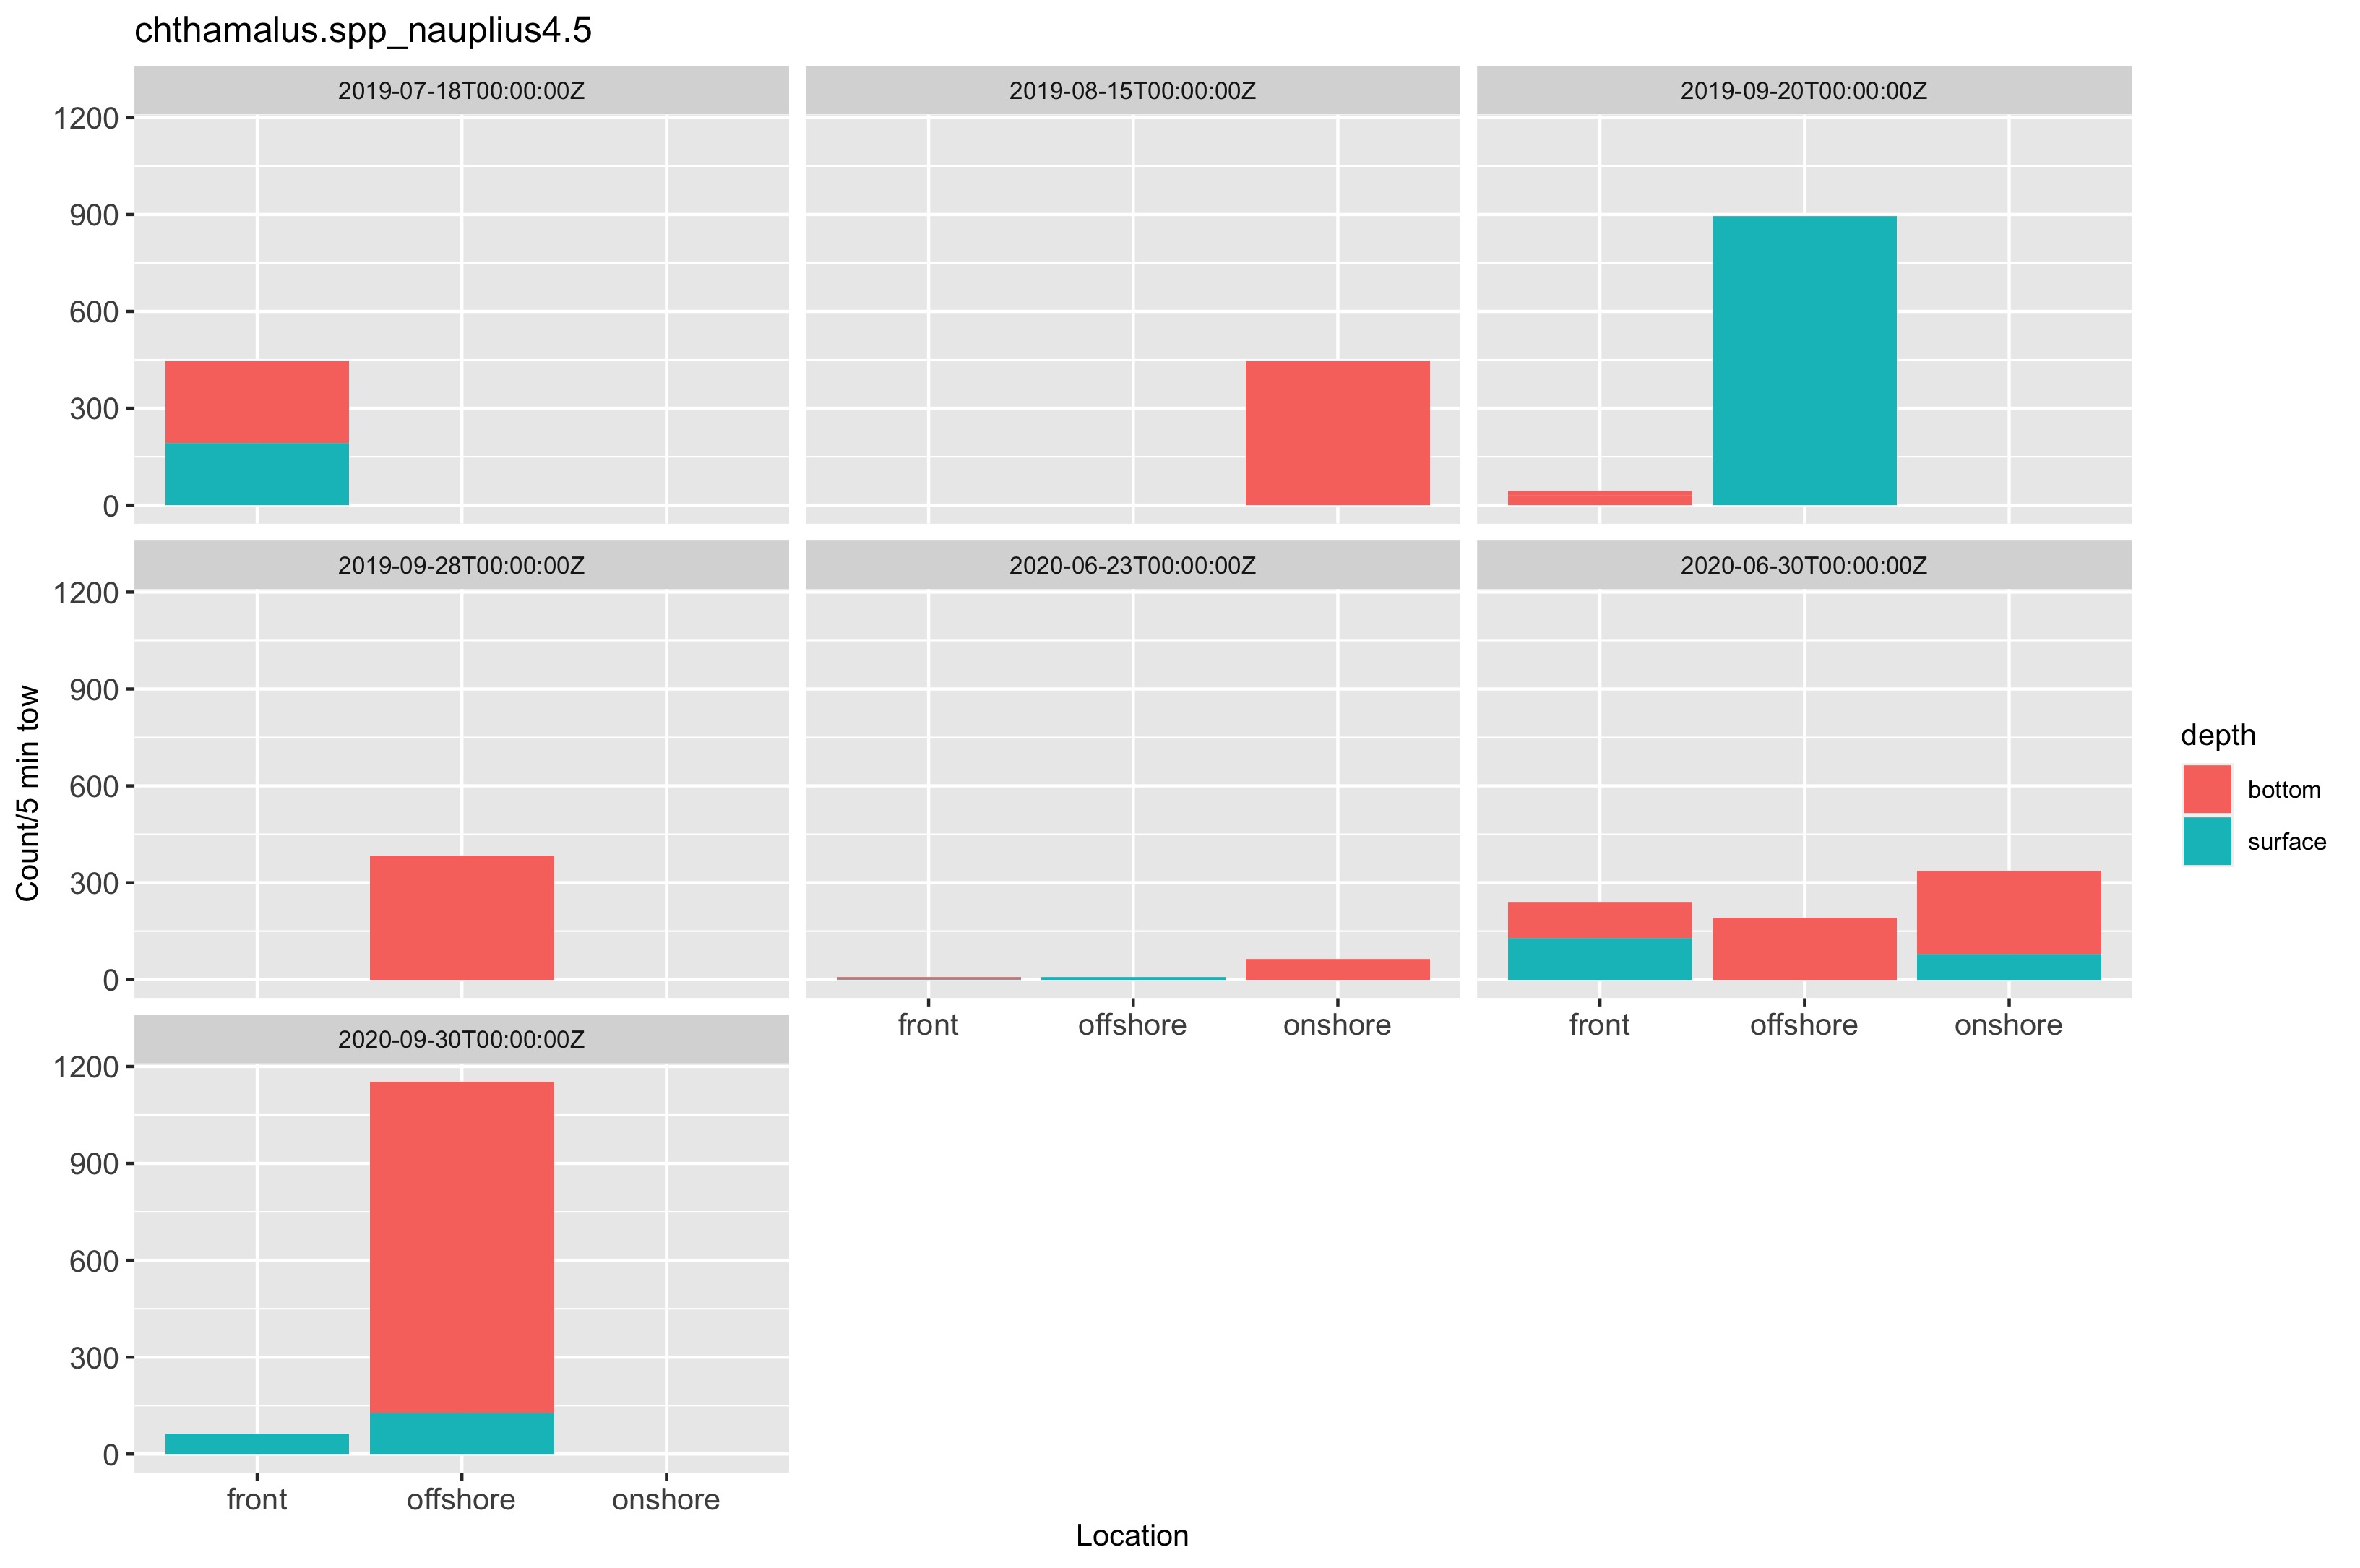 chthamalus.spp_nauplius4.5
2019-07-18T00:00:00Z
2019-08-15T00:00:00Z
2019-09-20T00:00:00Z
1200
900
600
300
0
2019-09-28T00:00:00Z
2020-06-23T00:00:00Z
2020-06-30T00:00:00Z
1200
900
600
300
0
front
offshore
onshore
front
offshore
onshore
2020-09-30T00:00:00Z
1200
900
600
300
0
front
offshore
onshore
Location
Count/5 min tow
depth
bottom
surface